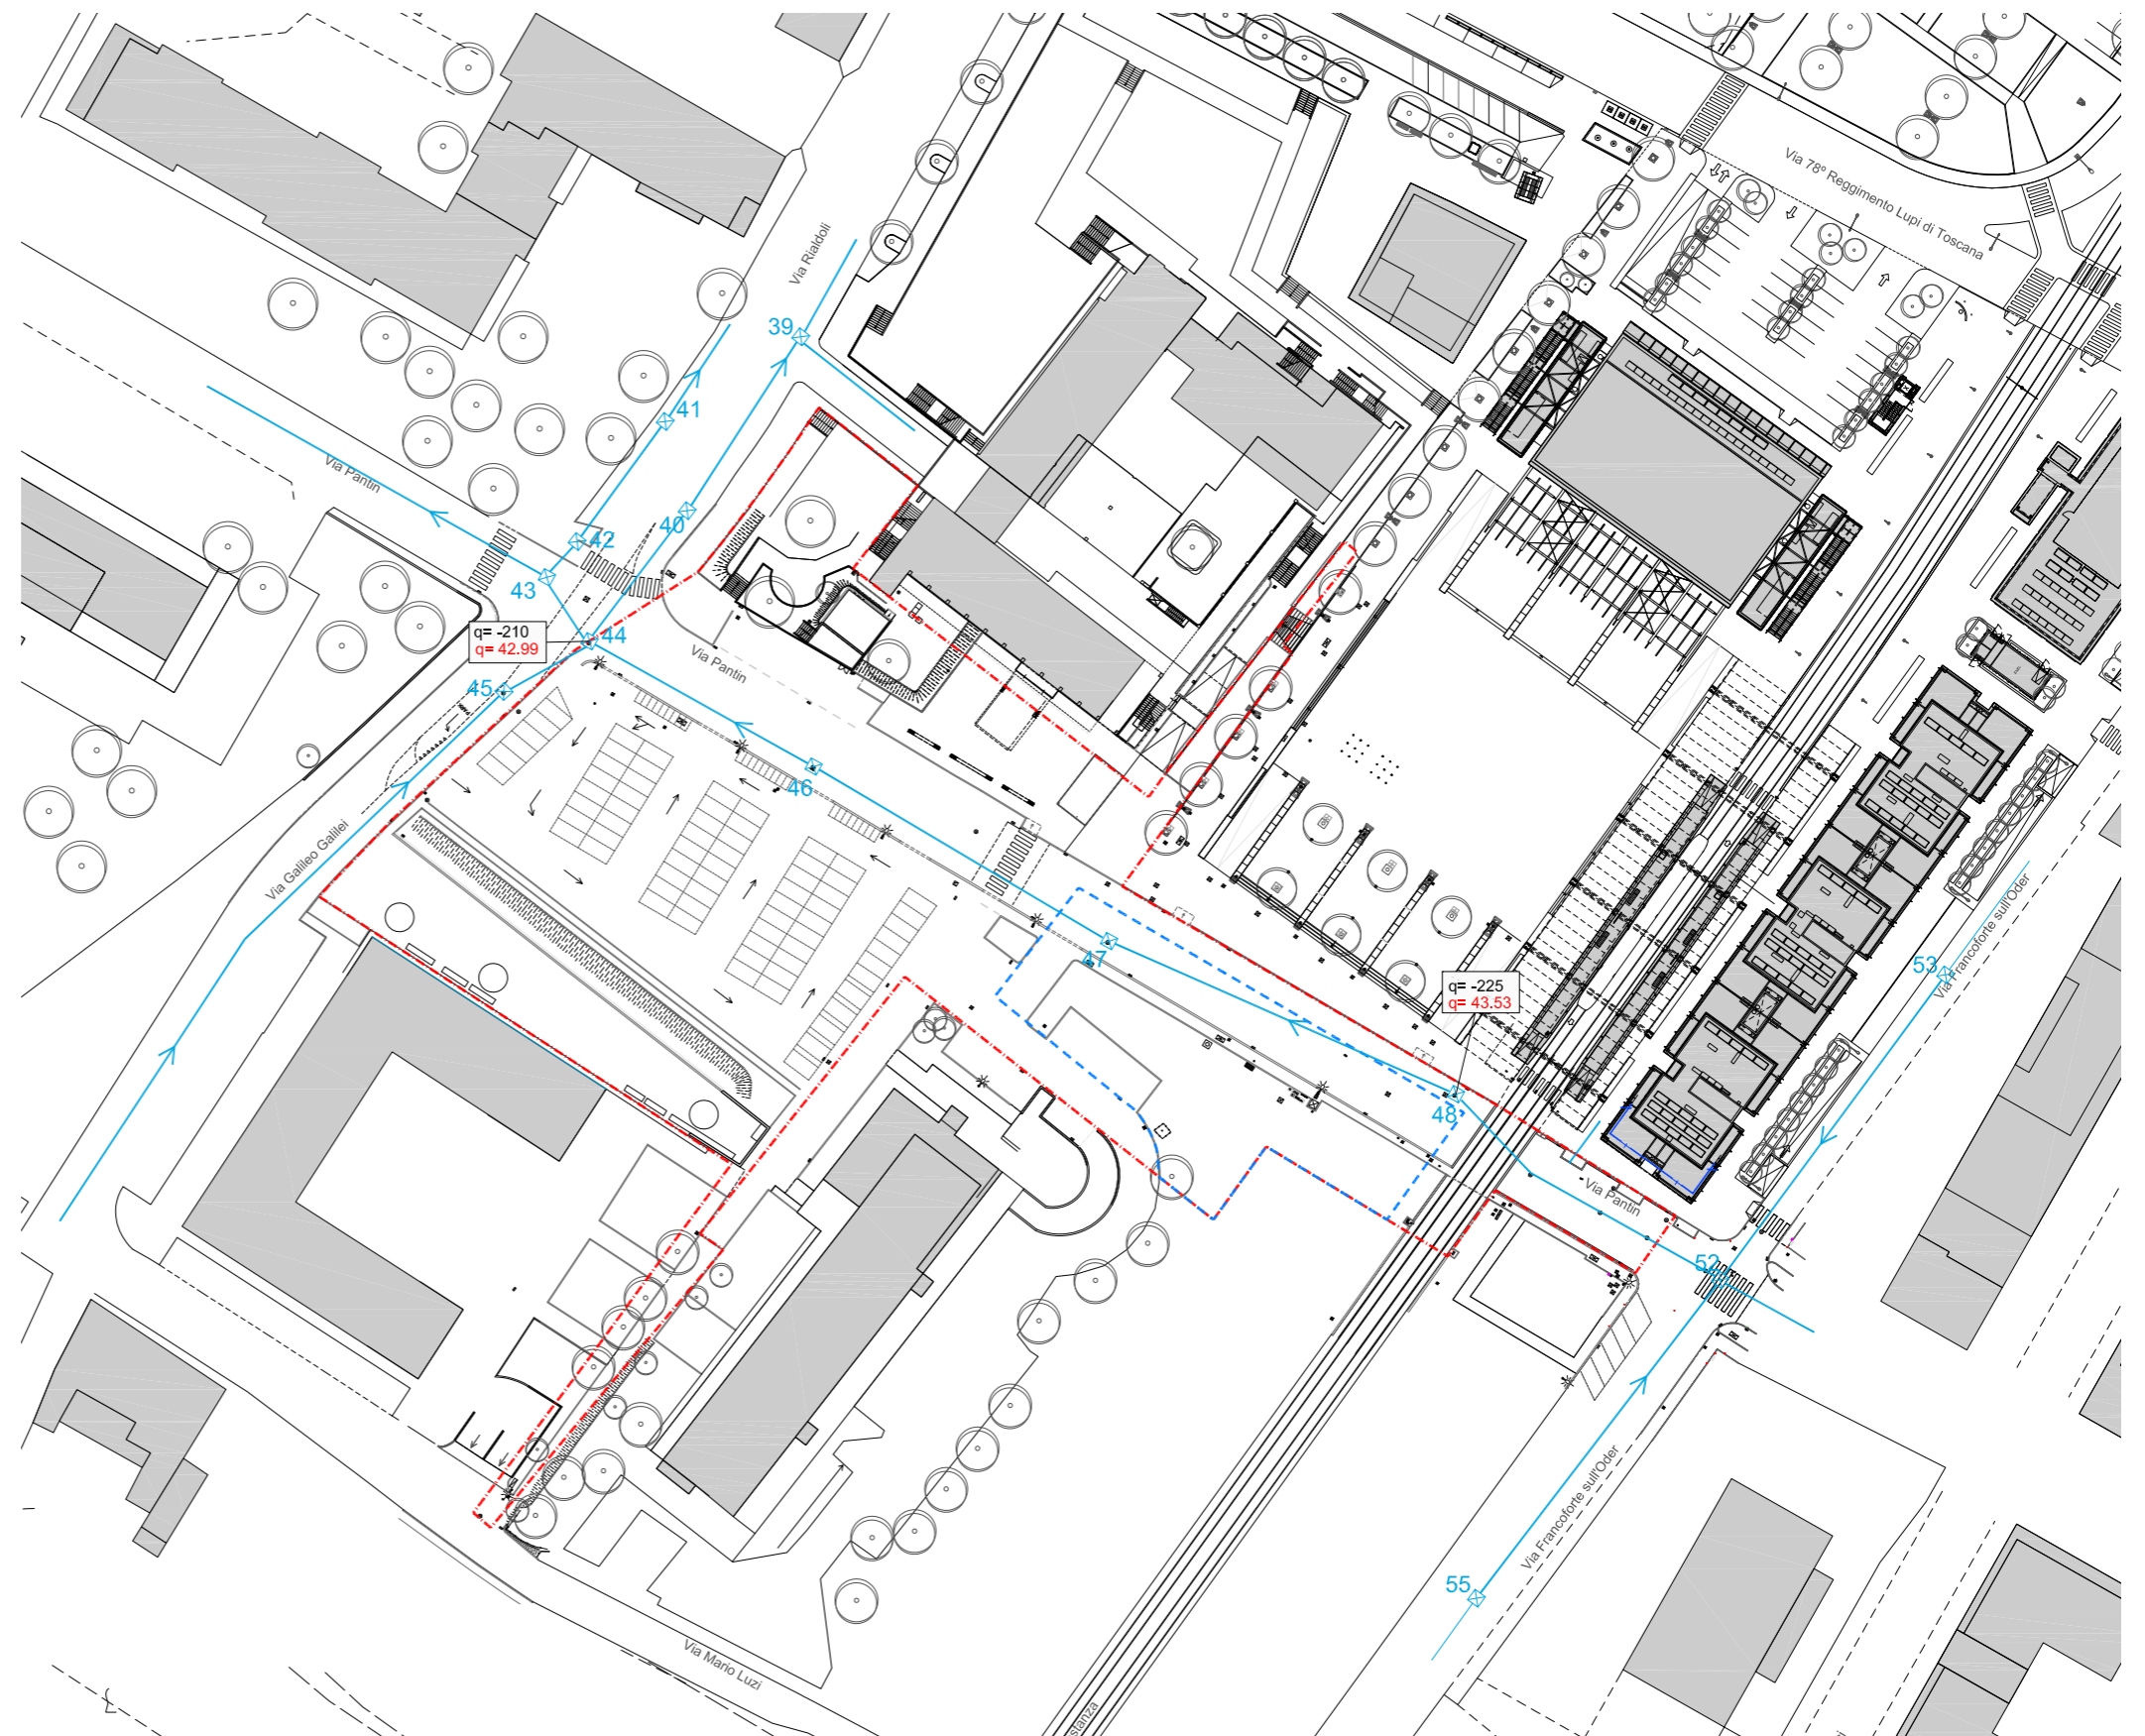 Via 78º Reggimento Lupi di Toscana
Via Rialdoli
39
41
Via Pantin
40
42
43
q= -210
q= 42.99
44
45
Via Pantin
46
Via Galileo Galilei
47
q= -225
q= 43.53
48
53
Via Francoforte sull'Oder
Via Pantin
52
Via Francoforte sull'Oder
55
Via Mario Luzi
stanza